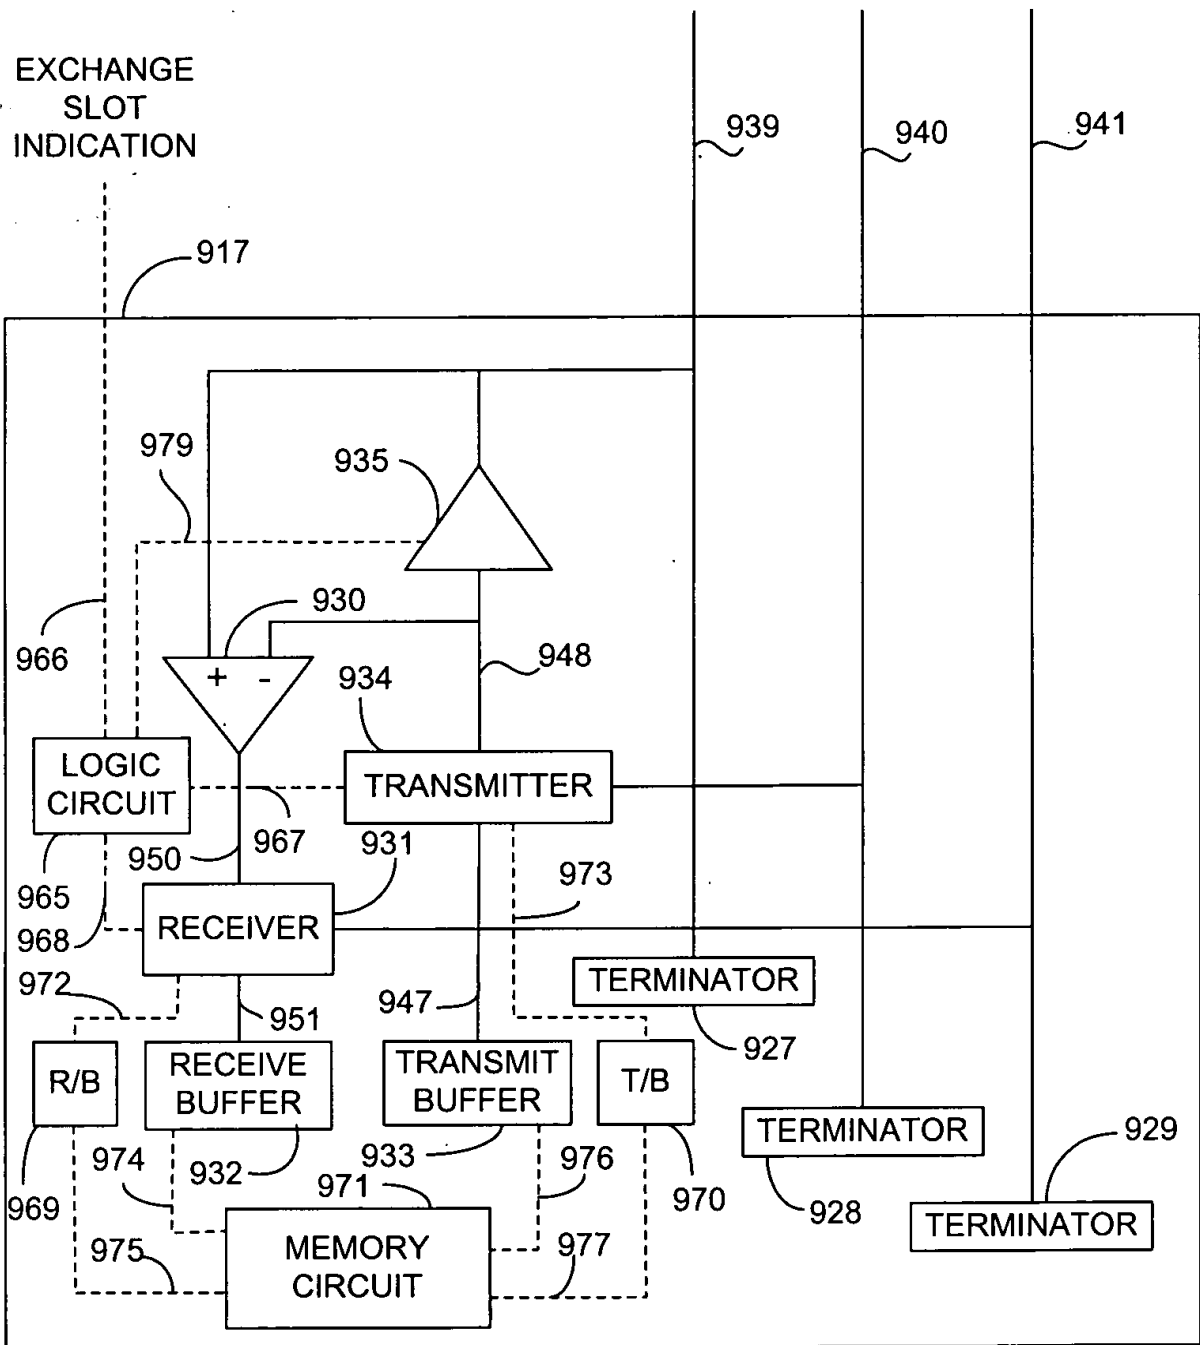 EXCHANGE
SLOT
INDICATION
939
940
941
917
979
935
930
966
948
934
+ -
LOGIC
CIRCUIT
TRANSMITTER
967
931
950
965
973
968
RECEIVER
972
951
947
TERMINATOR
927
R/B
RECEIVE
BUFFER
TRANSMIT
BUFFER
T/B
TERMINATOR
929
974
932
933
976
969
971
970
928
TERMINATOR
975
977
MEMORY
CIRCUIT